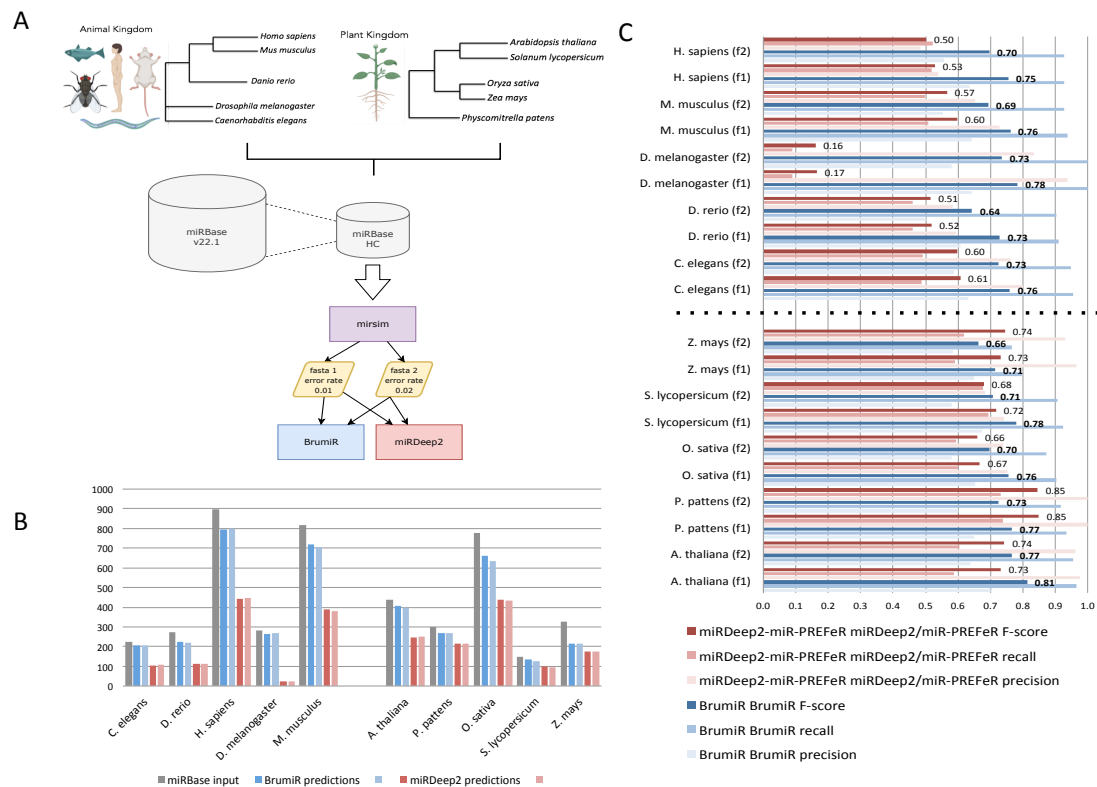 A
Animal Kingdom
Homo sapiens
Mus musculus
Danio rerio
Drosophila melanogaster
Caenorhabditis elegans
Plant Kingdom
Arabidopsis thaliana
Solanum lycopersicum
Oryza sativa
Zea mays
Physcomitrella patens
miRBase
v22.1
miRBase
HC
mirsim
fasta 1
error rate
0.01
fasta 2
error rate
0.02
BrumiR
miRDeep2
B
1000
900
800
700
600
500
400
300
200
100
0
C. elegans
D. rerio
H. sapiens
D. melanogaster
M. musculus
A. thaliana
P. pattens
O. sativa
S. lycopersicum
Z. mays
miRBase input
BrumiR predictions
miRDeep2 predictions
C
0.50
H. sapiens (f2) 0.70
0.53
H. sapiens (f1) 0.75
0.57
M. musculus (f2) 0.69
0.60
M. musculus (f1) 0.76
0.16
D. melanogaster (f2) 0.73
0.17
D. melanogaster (f1) 0.78
0.51
D. rerio (f2) 0.64
0.52
D. rerio (f1) 0.73
0.60
C. elegans (f2) 0.73
0.61
C. elegans (f1) 0.76
0.74
Z. mays (f2) 0.66
0.73
Z. mays (f1) 0.71
0.68
S. lycopersicum (f2) 0.71
0.72
S. lycopersicum (f1) 0.78
0.66
O. sativa (f2) 0.70
0.67
O. sativa (f1) 0.76
0.85
P. pattens (f2) 0.73
0.85
P. pattens (f1) 0.77
0.74
A. thaliana (f2) 0.77
0.73
A. thaliana (f1) 0.81
0.0 0.1 0.2 0.3 0.4 0.5 0.6 0.7 0.8 0.9 1.0
miRDeep2-miR-PREFeR miRDeep2/miR-PREFeR F-score
miRDeep2-miR-PREFeR miRDeep2/miR-PREFeR recall
miRDeep2-miR-PREFeR miRDeep2/miR-PREFeR precision
BrumiR BrumiR F-score
BrumiR BrumiR recall
BrumiR BrumiR precision